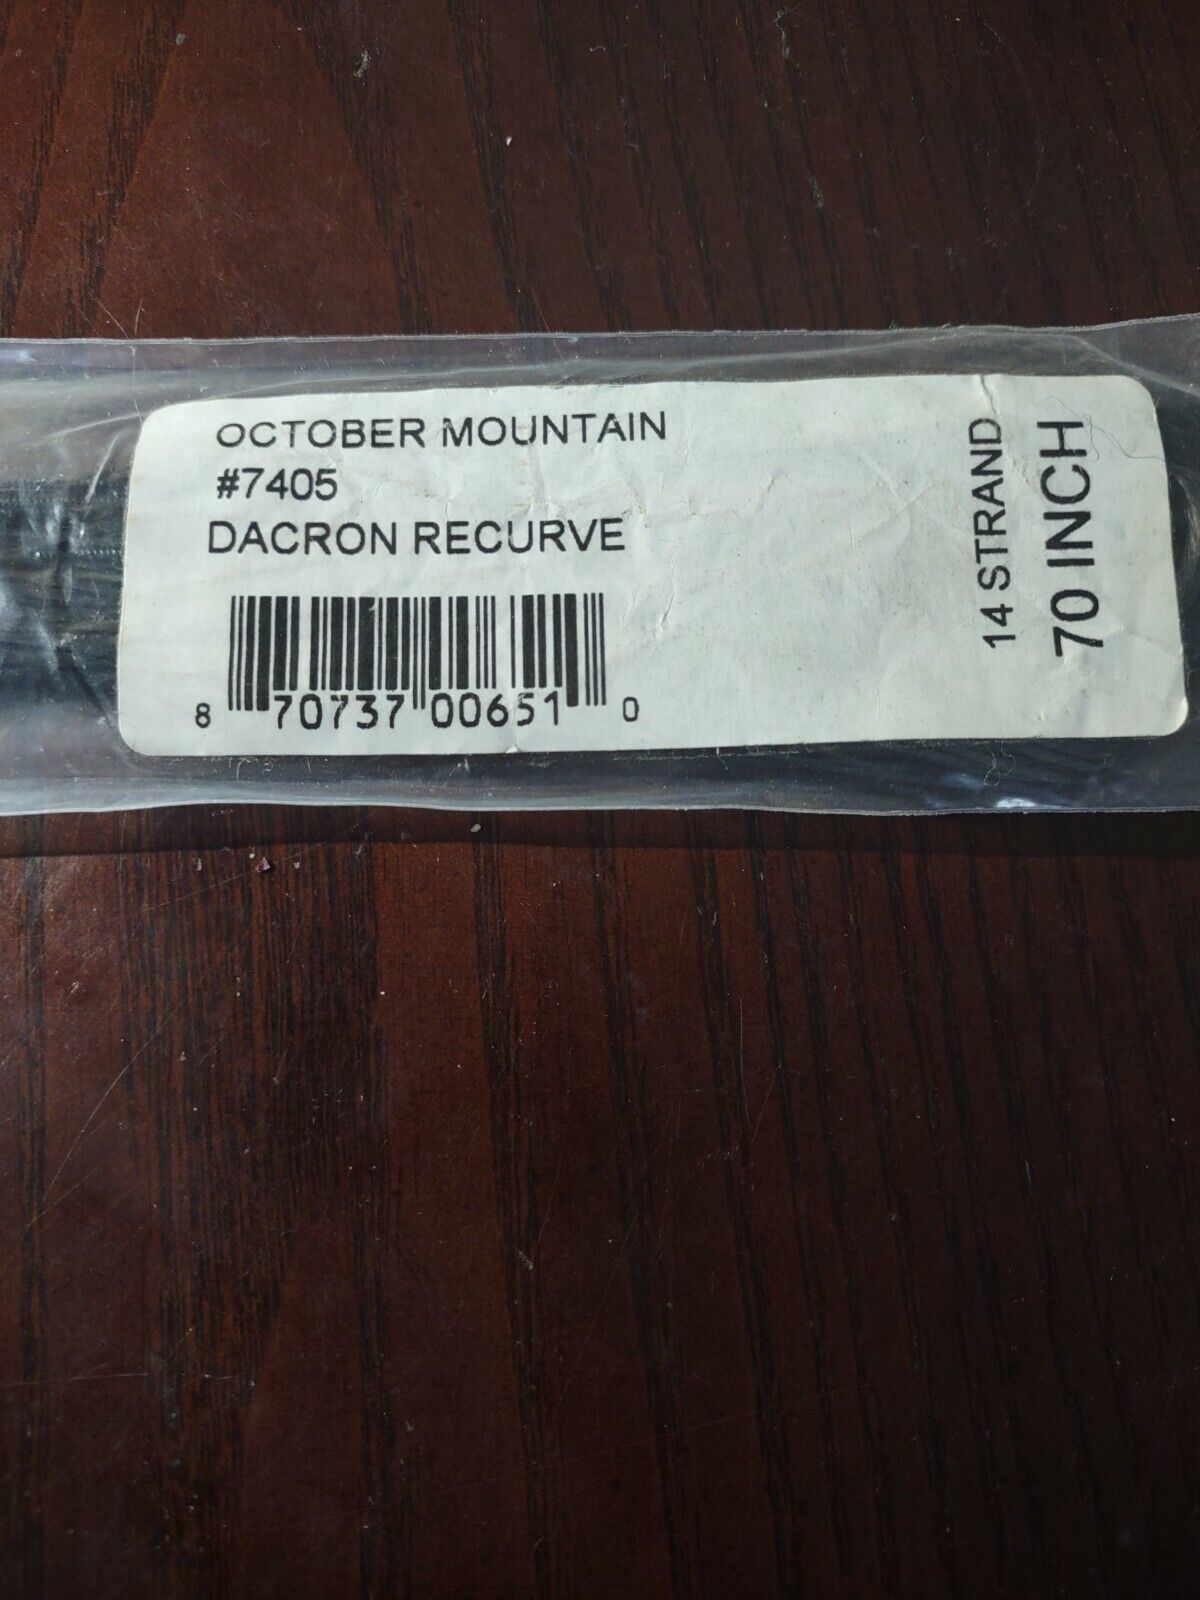 OCTOBER MOUNTAIN
#7405
DACRON RECURVE
8 70737 00651 0
14 STRAND
70 INCH